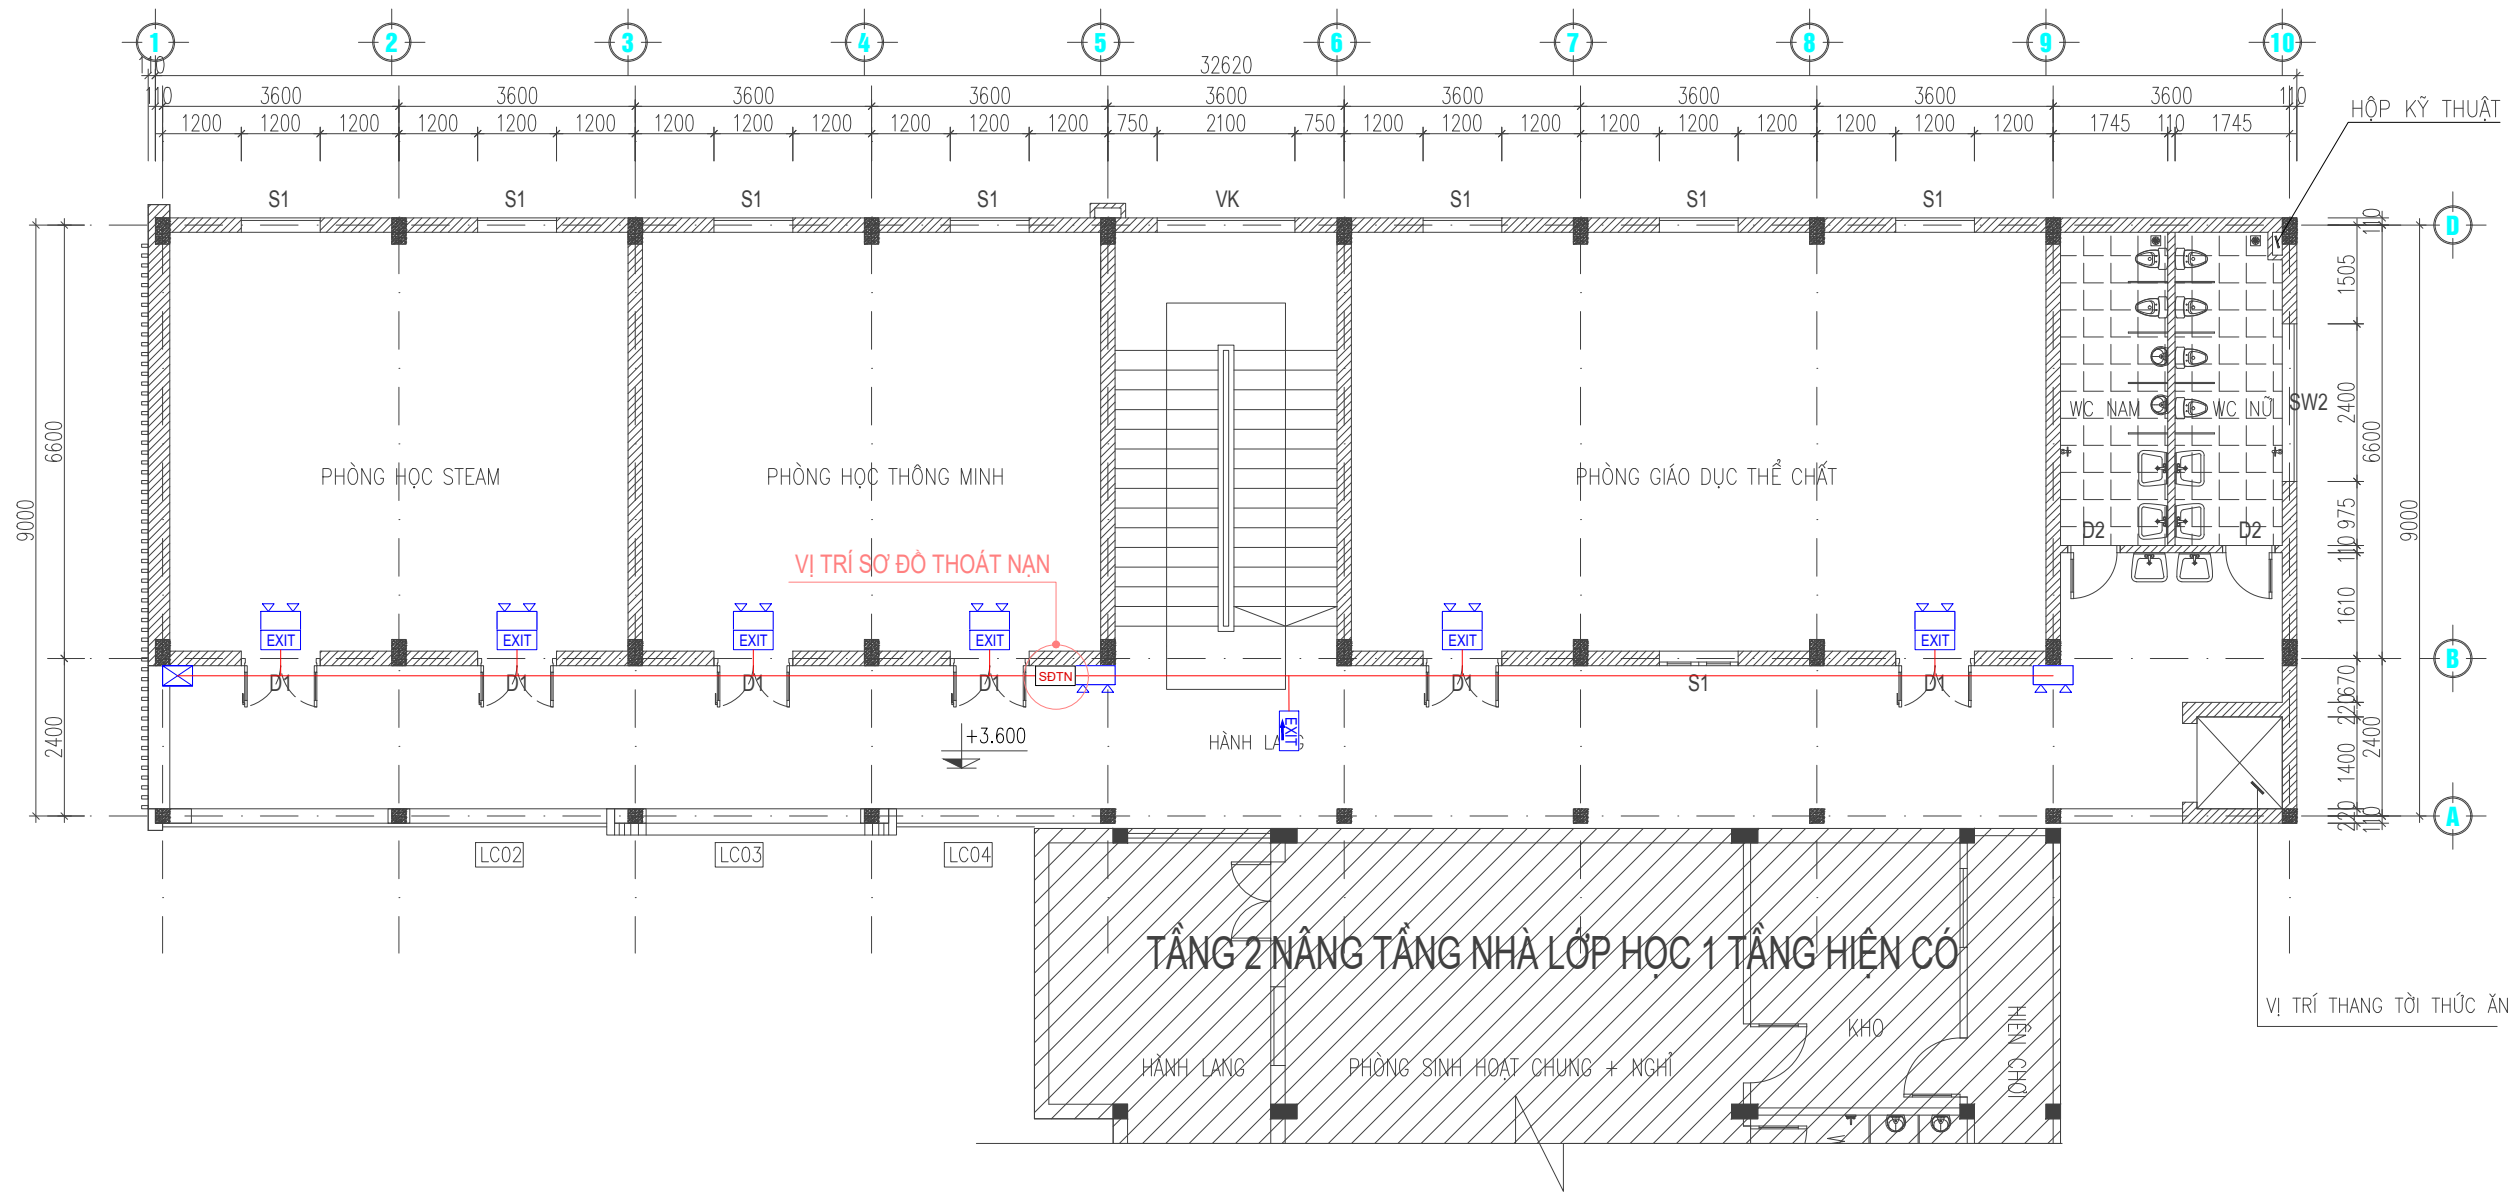 1 2 3 4 5 6 7 8 9 10
110 32620
110 3600 3600 3600 3600 3600 3600 3600 3600 3600 110
1200 1200 1200 1200 1200 1200 1200 1200 1200 1200 1200 1200 750 2100 750 1200 1200 1200 1200 1200 1200 1200 1200 1200 1745 110 1745
HỘP KỸ THUẬT
S1 S1 S1 S1 VK S1 S1 S1
D
110
1505
2400
6600
975
110
9000
1610
B
670
220
2400
1400
220
110
A
9000
6600
2400
WC NAM
WC NỮ
SW2
PHÒNG HỌC STEAM
PHÒNG HỌC THÔNG MINH
PHÒNG GIÁO DỤC THỂ CHẤT
D2 D2
VỊ TRÍ SƠ ĐỒ THOÁT NẠN
EXIT EXIT EXIT EXIT EXIT EXIT
D1 D1 D1 D1 SĐTN D1 S1 D1
EXIT
+3.600
HÀNH LANG
LC02 LC03 LC04
TẦNG 2 NÂNG TẦNG NHÀ LỚP HỌC 1 TẦNG HIỆN CÓ
VỊ TRÍ THANG TỜI THỨC ĂN
KHO
HIÊN CHƠI
HÀNH LANG
PHÒNG SINH HOẠT CHUNG + NGHỈ